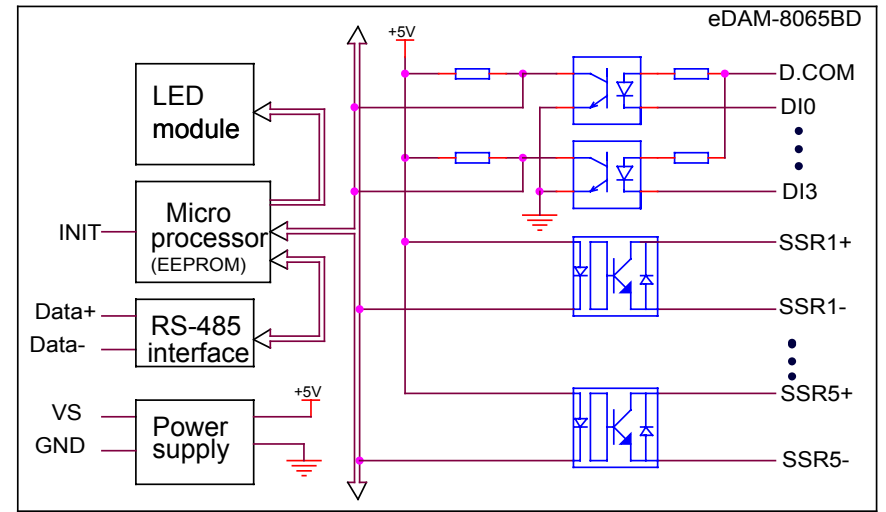 eDAM-8065BD
+5V
LED
module
D.COM
DI0
DI3
INIT
Micro
processor
(EEPROM)
SSR1+
SSR1-
Data+
Data-
RS-485
interface
SSR5+
SSR5-
VS
GND
Power
supply
+5V